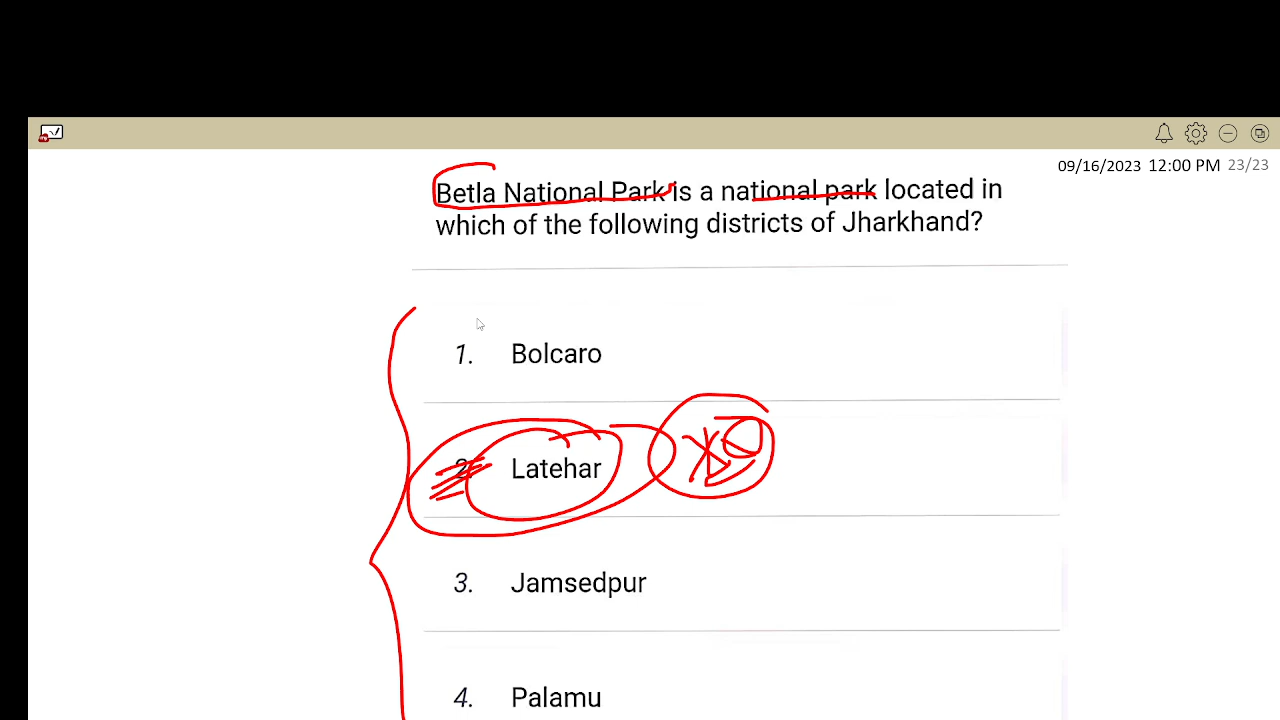 09/16/2023 12:00 PM 23/23
Betla National Park is a national park located in
which of the following districts of Jharkhand?
1. Bolcaro
2. Latehar
3. Jamsedpur
4. Palamu